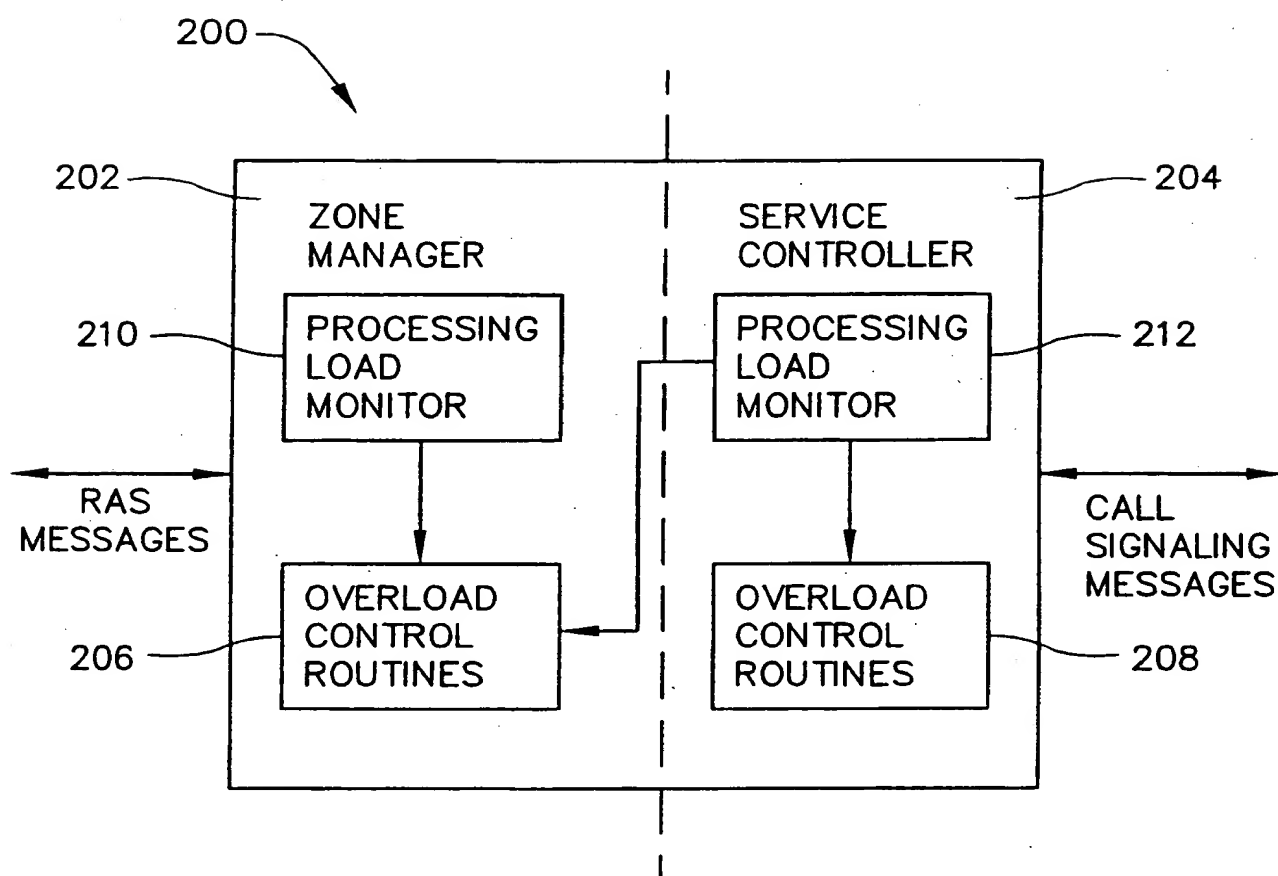 200
202
204
ZONE
MANAGER
SERVICE
CONTROLLER
210
PROCESSING
LOAD
MONITOR
PROCESSING
LOAD
MONITOR
212
RAS
MESSAGES
CALL
SIGNALING
MESSAGES
206
OVERLOAD
CONTROL
ROUTINES
OVERLOAD
CONTROL
ROUTINES
208